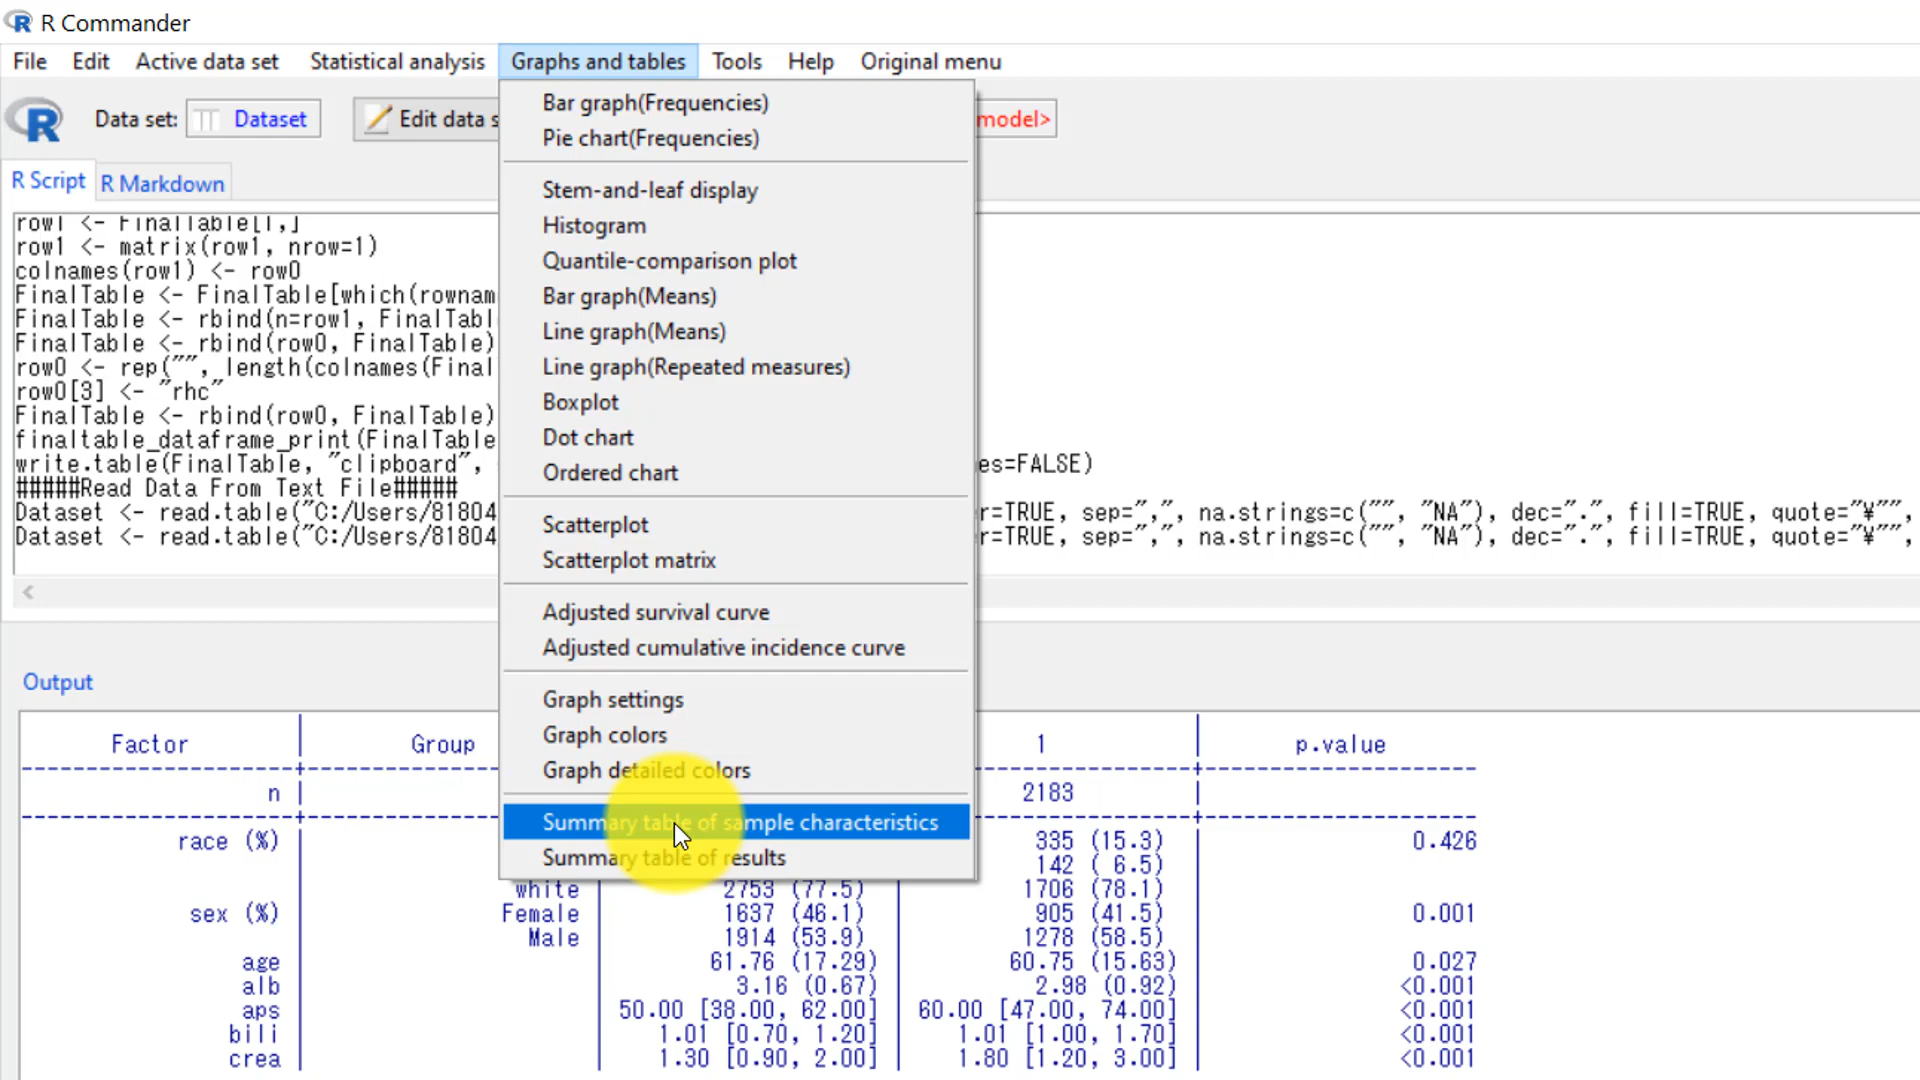 R Commander
File Edit Active data set Statistical analysis Graphs and tables Tools Help Original menu
Data set: Dataset Edit data s model>
R Script R Markdown
Bar graph(Frequencies)
Pie chart(Frequencies)
Stem-and-leaf display
Histogram
Quantile-comparison plot
Bar graph(Means)
Line graph(Means)
Line graph(Repeated measures)
Boxplot
Dot chart
Ordered chart
Scatterplot
Scatterplot matrix
Adjusted survival curve
Adjusted cumulative incidence curve
Graph settings
Graph colors
Graph detailed colors
Summary table of sample characteristics
Summary table of results
row1 <- FinalTable[1,]
row1 <- matrix(row1, nrow=1)
colnames(row1) <- row0
FinalTable <- FinalTable[which(rownam
FinalTable <- rbind(n=row1, FinalTabl
FinalTable <- rbind(row0, FinalTable)
row0 <- rep("", length(colnames(Final
row0[3] <- "rhc"
FinalTable <- rbind(row0, FinalTable)
finaltable_dataframe_print(FinalTable
write.table(FinalTable, "clipboard", es=FALSE)
#####Read Data From Text File#####
Dataset <- read.table("C:/Users/81804 r=TRUE, sep=",", na.strings=c("", "NA"), dec=".", fill=TRUE, quote="¥"",
Dataset <- read.table("C:/Users/81804 r=TRUE, sep=",", na.strings=c("", "NA"), dec=".", fill=TRUE, quote="¥"",
Output
Factor Group 1 p.value
n 2183
race (%) 335 (15.3) 0.426
142 ( 6.5)
white 2753 (77.5) 1706 (78.1)
sex (%) Female 1637 (46.1) 905 (41.5) 0.001
Male 1914 (53.9) 1278 (58.5)
age 61.76 (17.29) 60.75 (15.63) 0.027
alb 3.16 (0.67) 2.98 (0.92) <0.001
aps 50.00 [38.00, 62.00] 60.00 [47.00, 74.00] <0.001
bili 1.01 [0.70, 1.20] 1.01 [1.00, 1.70] <0.001
crea 1.30 [0.90, 2.00] 1.80 [1.20, 3.00] <0.001